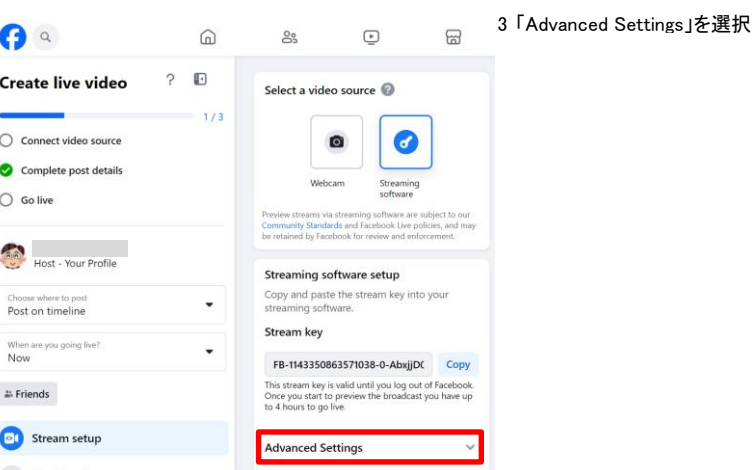 3「Advanced Settings」を選択
Create live video
1 / 3
Connect video source
Complete post details
Go live
Host - Your Profile
Choose where to post
Post on timeline
When are you going live?
Now
Friends
Stream setup
Select a video source
Webcam
Streaming
software
Preview streams via streaming software are subject to our
Community Standards and Facebook Live policies, and may
be retained by Facebook for review and enforcement.
Streaming software setup
Copy and paste the stream key into your
streaming software.
Stream key
FB-1143350863571038-0-AbxjjD
Copy
This stream key is valid until you log out of Facebook.
Once you start to preview the broadcast you have up
to 4 hours to go live.
Advanced Settings